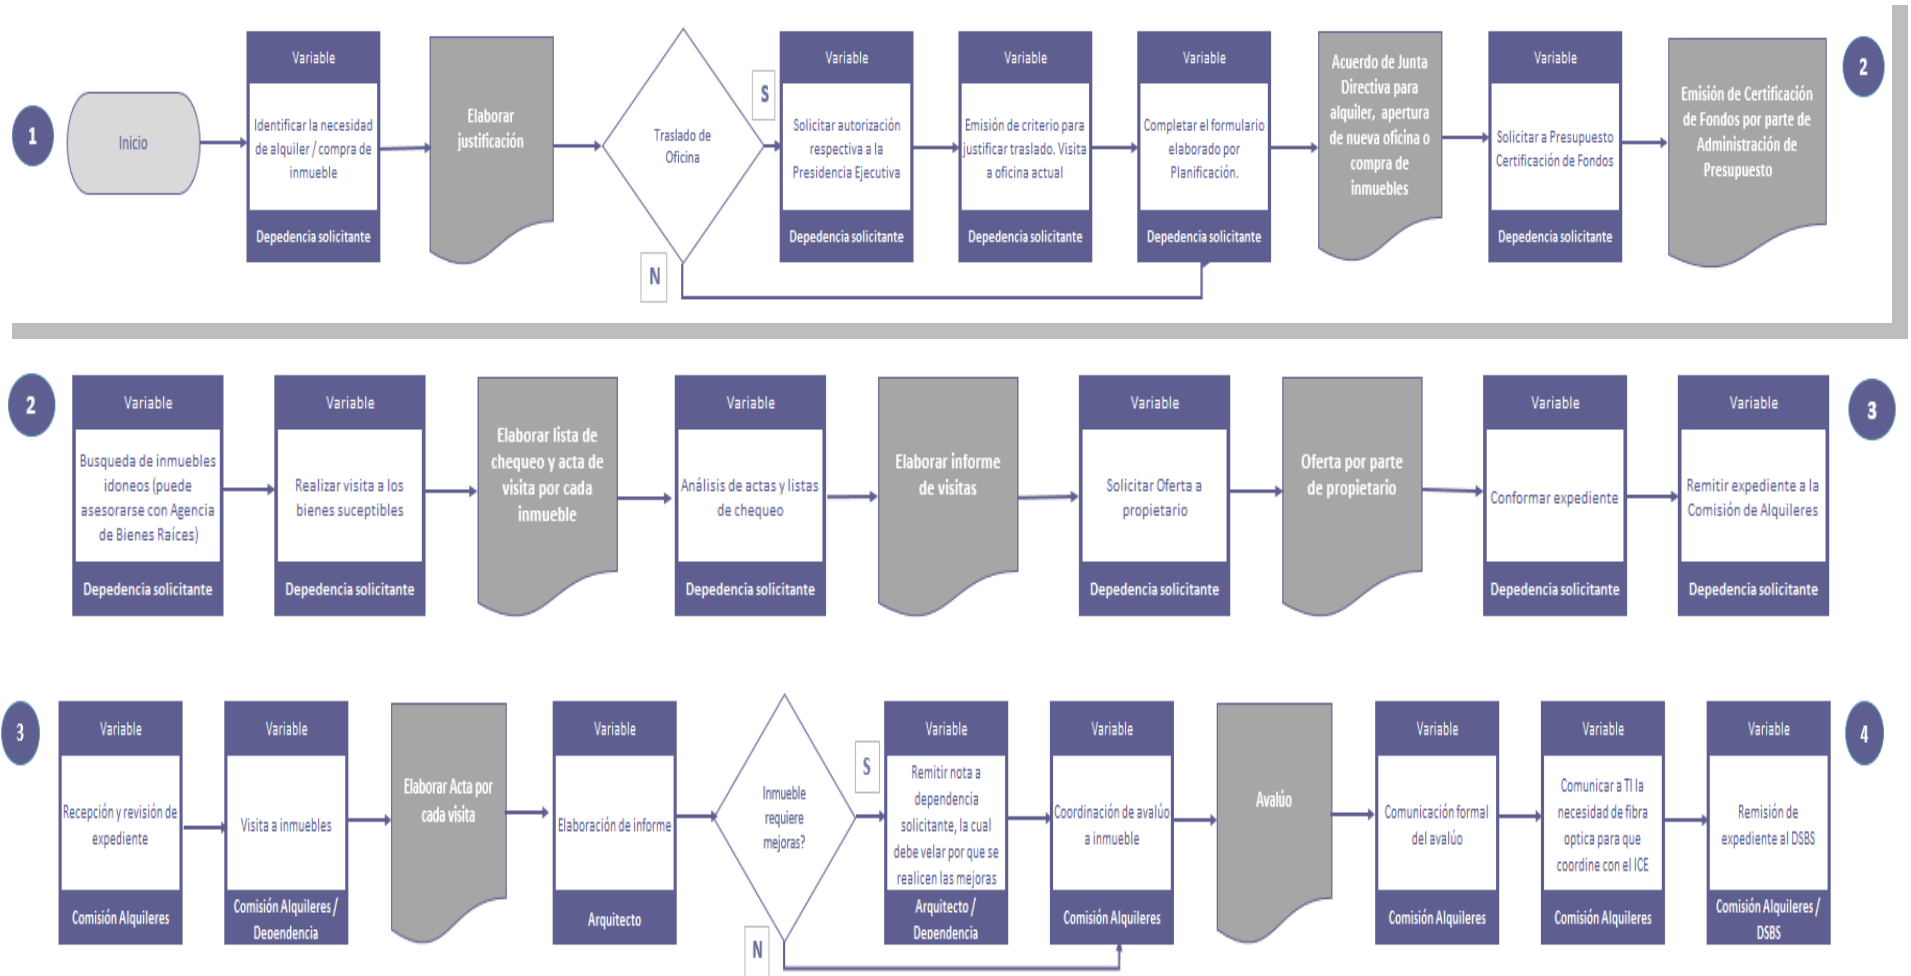 1
Inicio
Variable
Identificar la necesidad
de alquiler / compra de
inmueble
Depedencia solicitante
Elaborar
justificación
Traslado de
Oficina
S
N
Variable
Solicitar autorización
respectiva a la
Presidencia Ejecutiva
Depedencia solicitante
Variable
Emisión de criterio para
justificar traslado. Visita
a oficina actual
Depedencia solicitante
Variable
Completar el formulario
elaborado por
Planificación.
Depedencia solicitante
Acuerdo de Junta
Directiva para
alquiler, apertura
de nueva oficina o
compra de
inmuebles
Variable
Solicitar a Presupuesto
Certificación de Fondos
Depedencia solicitante
Emisión de Certificación
de Fondos por parte de
Administración de
Presupuesto
2
2
Variable
Busqueda de inmuebles
idoneos (puede
asesorarse con Agencia
de Bienes Raíces)
Depedencia solicitante
Variable
Realizar visita a los
bienes suceptibles
Depedencia solicitante
Elaborar lista de
chequeo y acta de
visita por cada
inmueble
Variable
Análisis de actas y listas
de chequeo
Depedencia solicitante
Elaborar informe
de visitas
Variable
Solicitar Oferta a
propietario
Depedencia solicitante
Oferta por parte
de propietario
Variable
Conformar expediente
Depedencia solicitante
Variable
Remitir expediente a la
Comisión de Alquileres
Depedencia solicitante
3
3
Variable
Recepción y revisión de
expediente
Comisión Alquileres
Variable
Visita a inmuebles
Comisión Alquileres /
Dependencia
Elaborar Acta por
cada visita
Variable
Elaboración de informe
Arquitecto
Inmueble
requiere
mejoras?
S
N
Variable
Remitir nota a
dependencia
solicitante, la cual
debe velar por que se
realicen las mejoras
Arquitecto /
Dependencia
Variable
Coordinación de avalúo
a inmueble
Comisión Alquileres
Avalúo
Variable
Comunicación formal
del avalúo
Comisión Alquileres
Variable
Comunicar a TI la
necesidad de fibra
optica para que
coordine con el ICE
Comisión Alquileres
Variable
Remisión de
expediente al DSBS
Comisión Alquileres /
DSBS
4